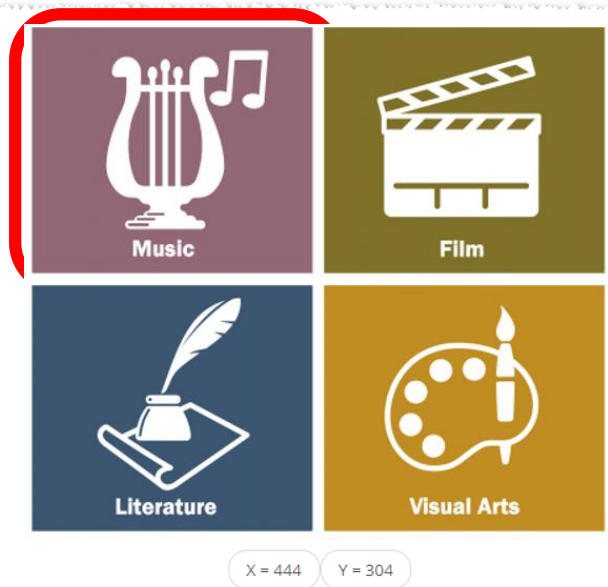 Music
Film
Literature
Visual Arts
X = 444
Y = 304